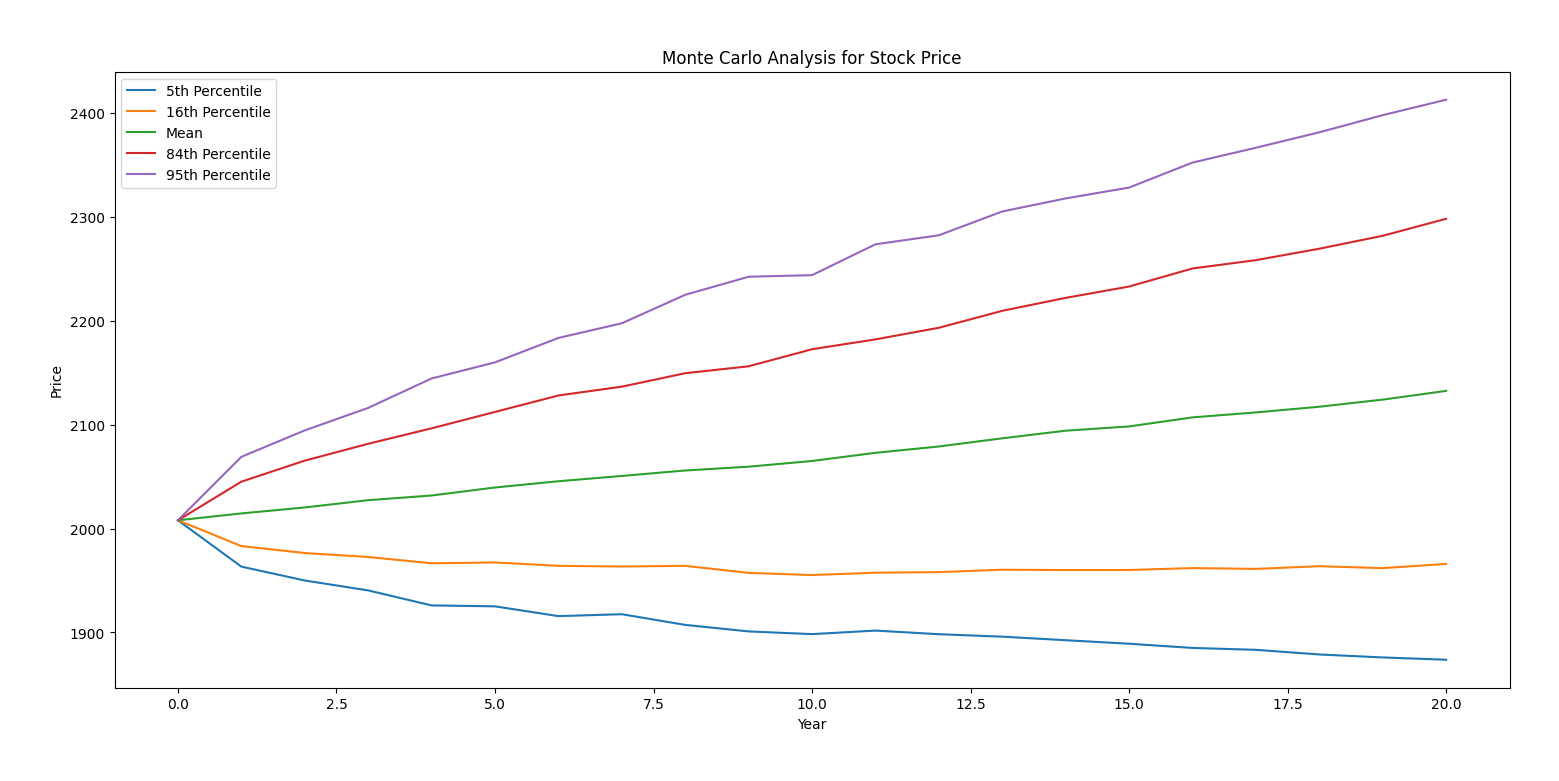 Monte Carlo Analysis for Stock Price
5th Percentile
16th Percentile
Mean
84th Percentile
95th Percentile
2400
2300
2200
2100
2000
1900
Price
0.0 2.5 5.0 7.5 10.0 12.5 15.0 17.5 20.0
Year